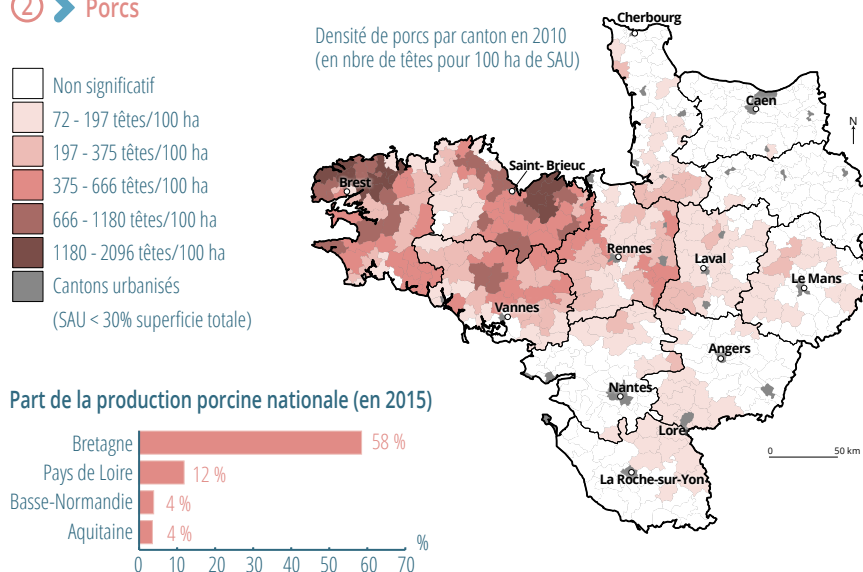 2 Porcs
Densité de porcs par canton en 2010
(en nbre de têtes pour 100 ha de SAU)
Non significatif
72 - 197 têtes/100 ha
197 - 375 têtes/100 ha
375 - 666 têtes/100 ha
666 - 1180 têtes/100 ha
1180 - 2096 têtes/100 ha
Cantons urbanisés
(SAU < 30% superficie totale)
Cherbourg
Caen
N
Saint- Brieuc
Brest
Rennes
Laval
Le Mans
Vannes
Angers
Nantes
Lore
La Roche-sur-Yon
0 50 km
Part de la production porcine nationale (en 2015)
Bretagne 58 %
Pays de Loire 12 %
Basse-Normandie 4 %
Aquitaine 4 %
%
0 10 20 30 40 50 60 70